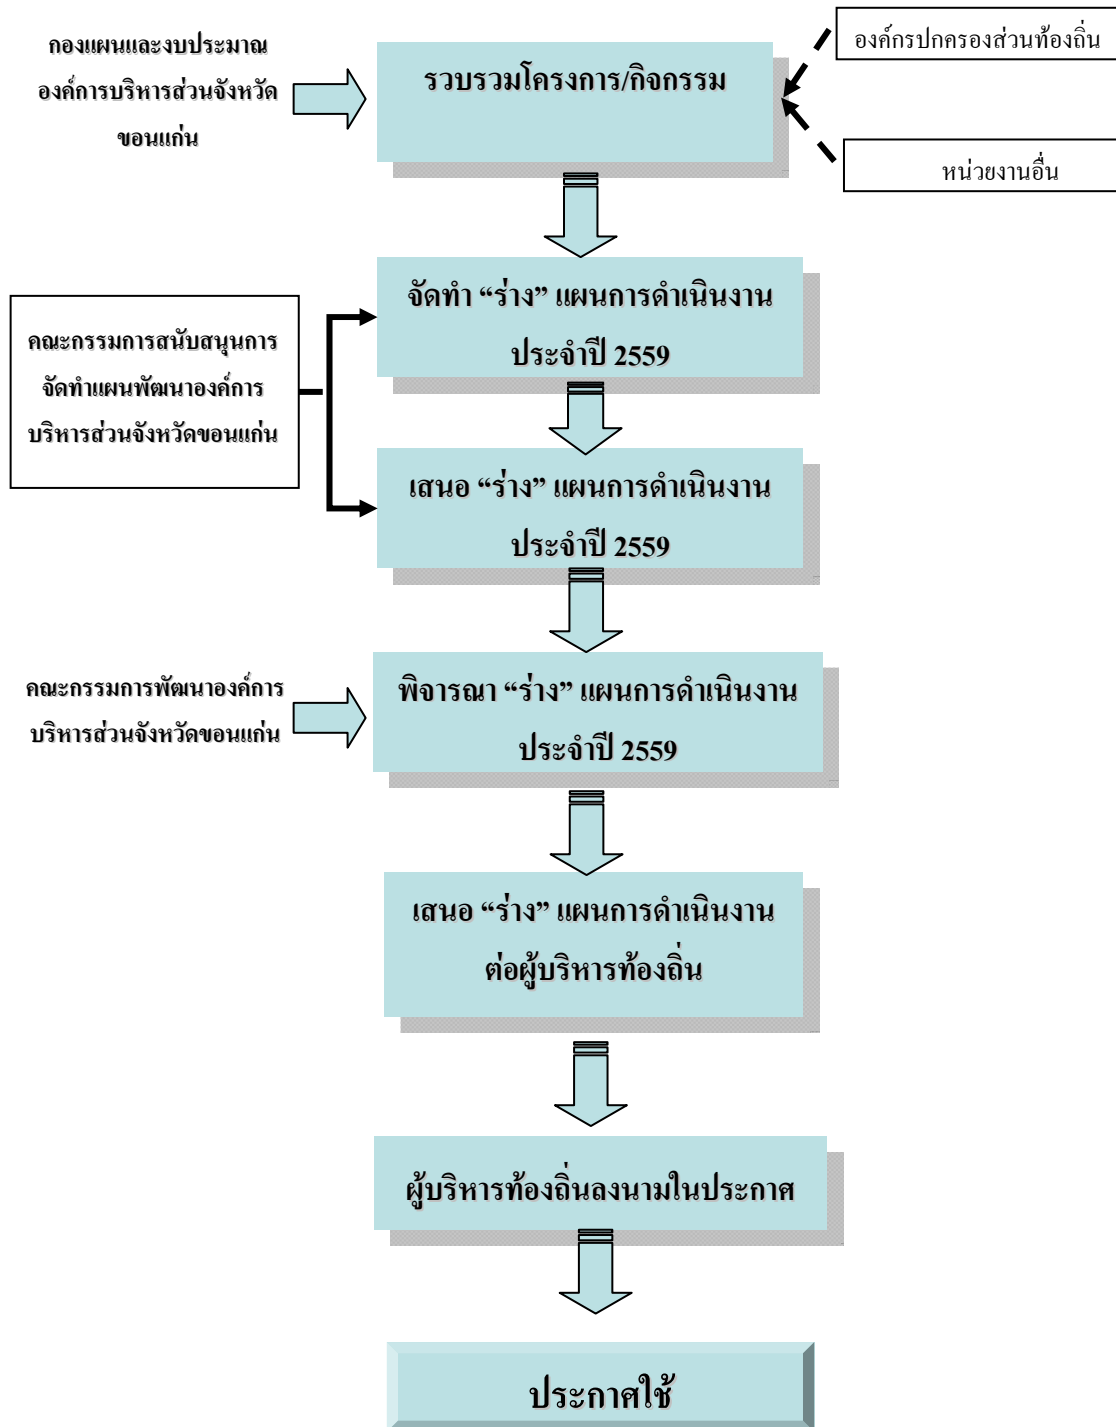 กองแผนและงบประมาณ
องค์การบริหารส่วนจังหวัด
ขอนแก่น
รวบรวมโครงการ/กิจกรรม
องค์กรปกครองส่วนท้องถิ่น
หน่วยงานอื่น
จัดทำ “ร่าง” แผนการดำเนินงาน
ประจำปี 2559
คณะกรรมการสนับสนุนการ
จัดทำแผนพัฒนาองค์การ
บริหารส่วนจังหวัดขอนแก่น
เสนอ “ร่าง” แผนการดำเนินงาน
ประจำปี 2559
คณะกรรมการพัฒนาองค์การ
บริหารส่วนจังหวัดขอนแก่น
พิจารณา “ร่าง” แผนการดำเนินงาน
ประจำปี 2559
เสนอ “ร่าง” แผนการดำเนินงาน
ต่อผู้บริหารท้องถิ่น
ผู้บริหารท้องถิ่นลงนามในประกาศ
ประกาศใช้